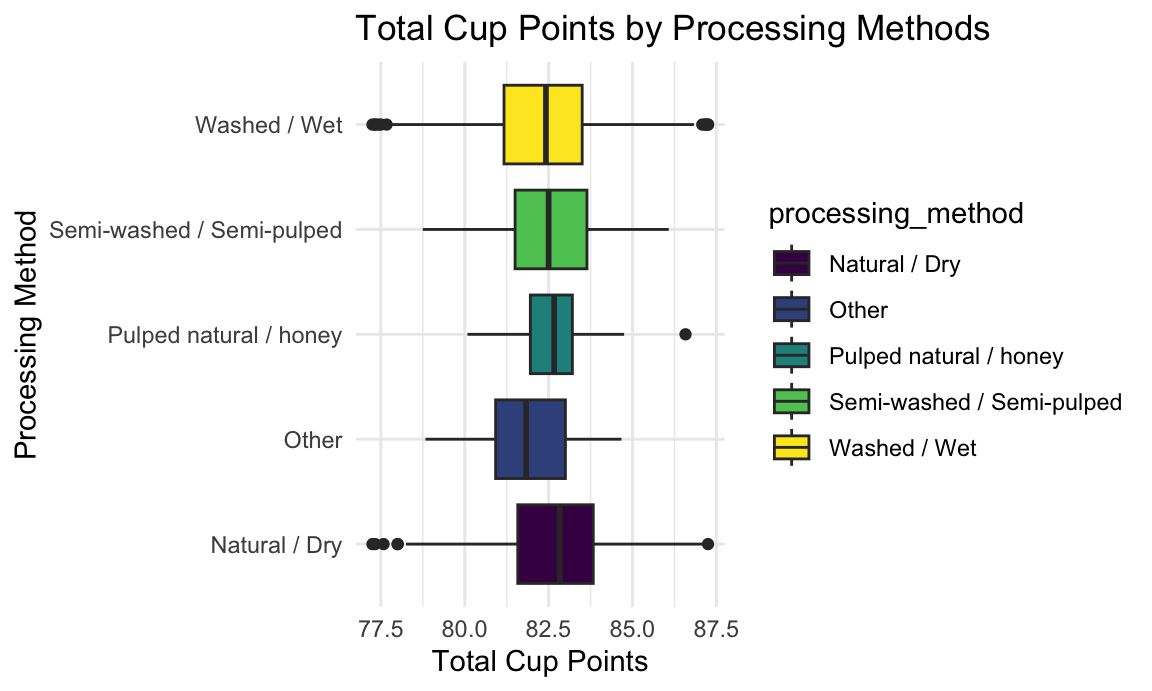 Total Cup Points by Processing Methods
Processing Method
Washed / Wet
Semi-washed / Semi-pulped
Pulped natural / honey
Other
Natural / Dry
77.5 80.0 82.5 85.0 87.5
Total Cup Points
processing_method
Natural / Dry
Other
Pulped natural / honey
Semi-washed / Semi-pulped
Washed / Wet